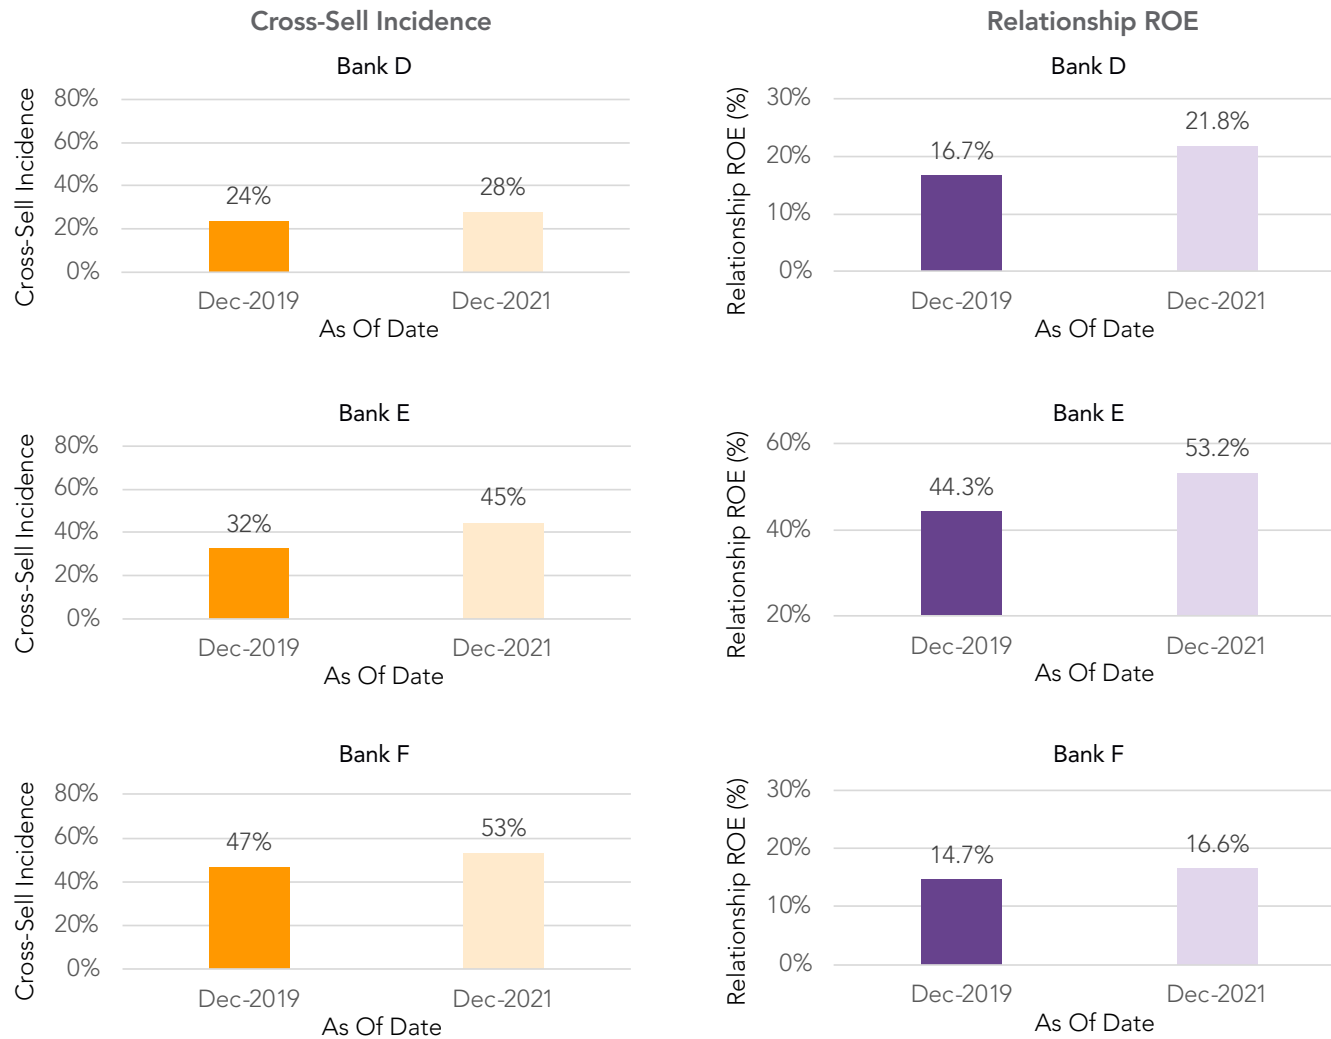 Cross-Sell Incidence
Relationship ROE
Bank D
Cross-Sell Incidence
80%
60%
40%
20%
0%
24%
28%
Dec-2019
Dec-2021
As Of Date
Bank D
Relationship ROE (%)
30%
20%
10%
0%
16.7%
21.8%
Dec-2019
Dec-2021
As Of Date
Bank E
Cross-Sell Incidence
80%
60%
40%
20%
0%
32%
45%
Dec-2019
Dec-2021
As Of Date
Bank E
Relationship ROE (%)
60%
40%
20%
44.3%
53.2%
Dec-2019
Dec-2021
As Of Date
Bank F
Cross-Sell Incidence
80%
60%
40%
20%
0%
47%
53%
Dec-2019
Dec-2021
As Of Date
Bank F
Relationship ROE (%)
30%
20%
10%
0%
14.7%
16.6%
Dec-2019
Dec-2021
As Of Date